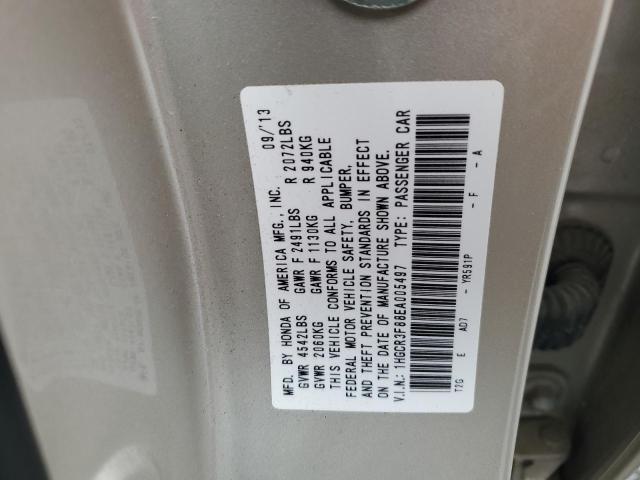 MFD. BY HONDA OF AMERICA MFG., INC. 09/'13
GVWR 4542LBS GAWR F 2491LBS R 2072LBS
GVWR 2060KG GAWR F 1130KG R 940KG
THIS VEHICLE CONFORMS TO ALL APPLICABLE
FEDERAL MOTOR VEHICLE SAFETY, BUMPER,
AND THEFT PREVENTION STANDARDS IN EFFECT
ON THE DATE OF MANUFACTURE SHOWN ABOVE.
V.I.N.: 1HGCR3F88EA005497 TYPE: PASSENGER CAR
T2G E AD7 - YR591P - F - A